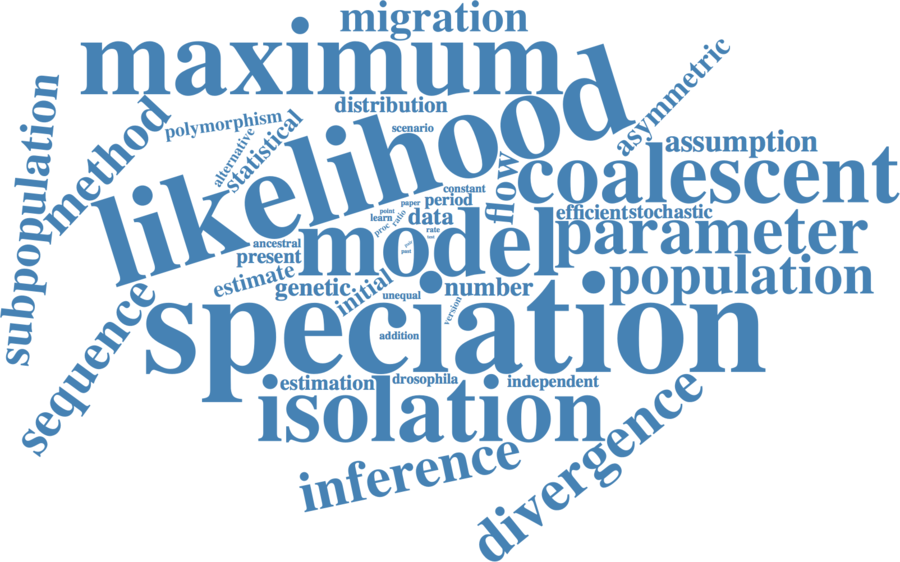 migration
maximum
distribution
asymmetric
subpopulation
method
polymorphism
alternative
statistical
scenario
likelihood
assumption
flow
coalescent
constant
period
paper
point
learn
proc
ratio
data
efficient
stochastic
rate
ancestral
model
parameter
present
part
estimate
genetic
initial
number
population
unequal
version
sequence
speciation
addition
estimation
drosophila
independent
isolation
divergence
inference